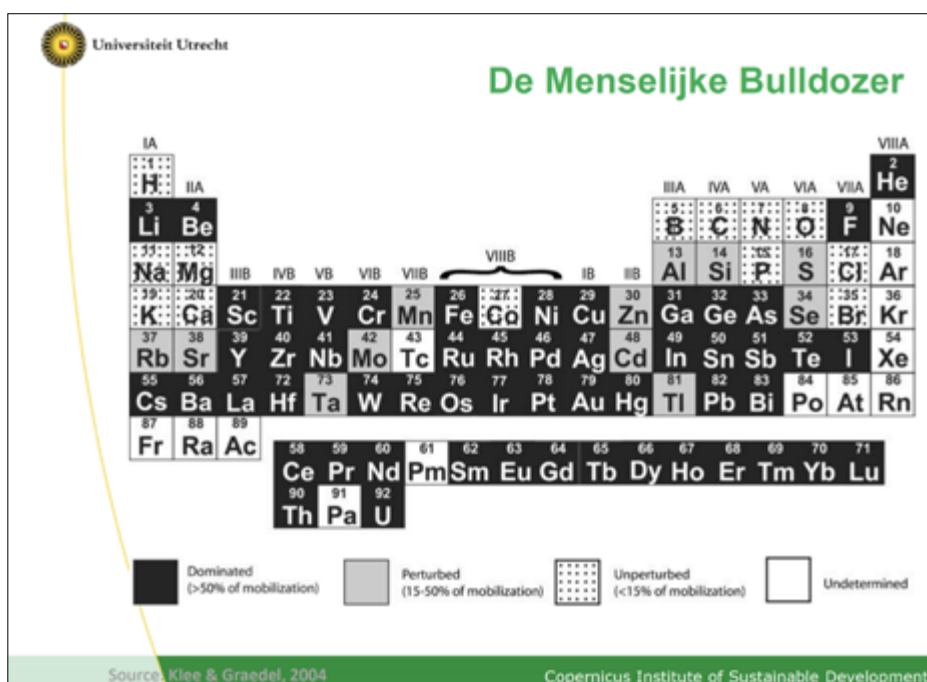 Universiteit Utrecht
De Menselijke Bulldozer
IA VIIIA
1 2
H IIA IIIA IVA VA VIA VIIA He
3 4 5 6 7 8 9 10
Li Be B C N O F Ne
11 12 VIIIB 13 14 15 16 17 18
Na Mg IIIB IVB VB VIB VIIB IB IIB Al Si P S Cl Ar
19 20 21 22 23 24 25 26 27 28 29 30 31 32 33 34 35 36
K Ca Sc Ti V Cr Mn Fe Co Ni Cu Zn Ga Ge As Se Br Kr
37 38 39 40 41 42 43 44 45 46 47 48 49 50 51 52 53 54
Rb Sr Y Zr Nb Mo Tc Ru Rh Pd Ag Cd In Sn Sb Te I Xe
55 56 57 72 73 74 75 76 77 78 79 80 81 82 83 84 85 86
Cs Ba La Hf Ta W Re Os Ir Pt Au Hg Tl Pb Bi Po At Rn
87 88 89
Fr Ra Ac
58 59 60 61 62 63 64 65 66 67 68 69 70 71
Ce Pr Nd Pm Sm Eu Gd Tb Dy Ho Er Tm Yb Lu
90 91 92
Th Pa U
Dominated
(>50% of mobilization)
Perturbed
(15-50% of mobilization)
Unperturbed
(<15% of mobilization)
Undetermined
Source: Klee & Graedel, 2004
Copernicus Institute of Sustainable Development